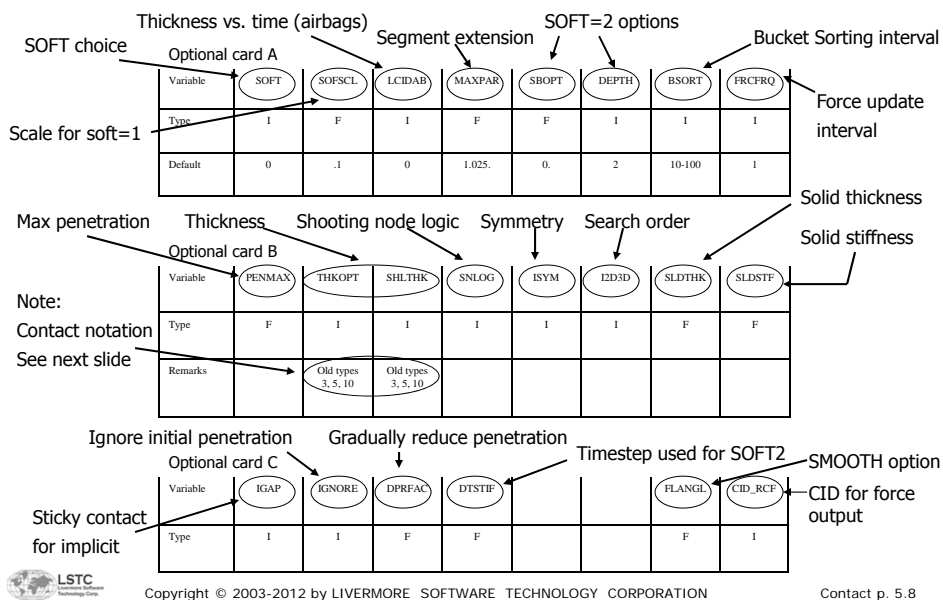 Thickness vs. time (airbags)
SOFT=2 options
SOFT choice
Segment extension
Bucket Sorting interval
Optional card A
Variable SOFT SOFSCL LCIDAB MAXPAR SBOPT DEPTH BSORT FRCFRQ
Force update
interval
Type I F I F F I I I
Scale for soft=1
Default 0 .1 0 1.025. 0. 2 10-100 1
Solid thickness
Max penetration Thickness Shooting node logic Symmetry Search order
Solid stiffness
Optional card B
Variable PENMAX THKOPT SHLTHK SNLOG ISYM I2D3D SLDTHK SLDSTF
Note:
Contact notation
See next slide
Type F I I I I I F F
Remarks Old types Old types
3, 5, 10 3, 5, 10
Ignore initial penetration Gradually reduce penetration
Timestep used for SOFT2
SMOOTH option
Optional card C
Variable IGAP IGNORE DPRFAC DTSTIF FLANGL CID_RCF
CID for force
output
Sticky contact
for implicit
Type I I F F F I
LSTC
Livermore Software
Technology Corp.
Copyright © 2003-2012 by LIVERMORE SOFTWARE TECHNOLOGY CORPORATION
Contact p. 5.8